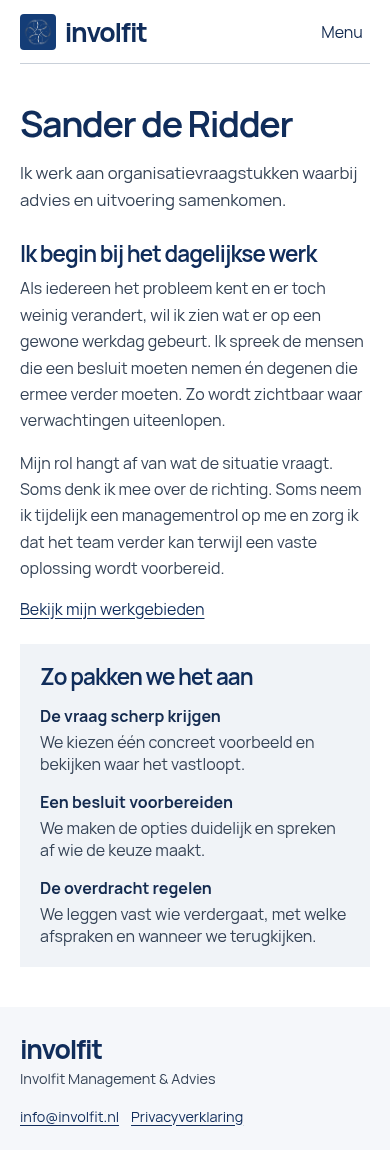 involfit
Menu
Sander de Ridder
Ik werk aan organisatievraagstukken waarbij
advies en uitvoering samenkomen.
Ik begin bij het dagelijkse werk
Als iedereen het probleem kent en er toch
weinig verandert, wil ik zien wat er op een
gewone werkdag gebeurt. Ik spreek de mensen
die een besluit moeten nemen én degenen die
ermee verder moeten. Zo wordt zichtbaar waar
verwachtingen uiteenlopen.
Mijn rol hangt af van wat de situatie vraagt.
Soms denk ik mee over de richting. Soms neem
ik tijdelijk een managementrol op me en zorg ik
dat het team verder kan terwijl een vaste
oplossing wordt voorbereid.
Bekijk mijn werkgebieden
Zo pakken we het aan
De vraag scherp krijgen
We kiezen één concreet voorbeeld en
bekijken waar het vastloopt.
Een besluit voorbereiden
We maken de opties duidelijk en spreken
af wie de keuze maakt.
De overdracht regelen
We leggen vast wie verdergaat, met welke
afspraken en wanneer we terugkijken.
involfit
Involfit Management & Advies
info@involfit.nl Privacyverklaring